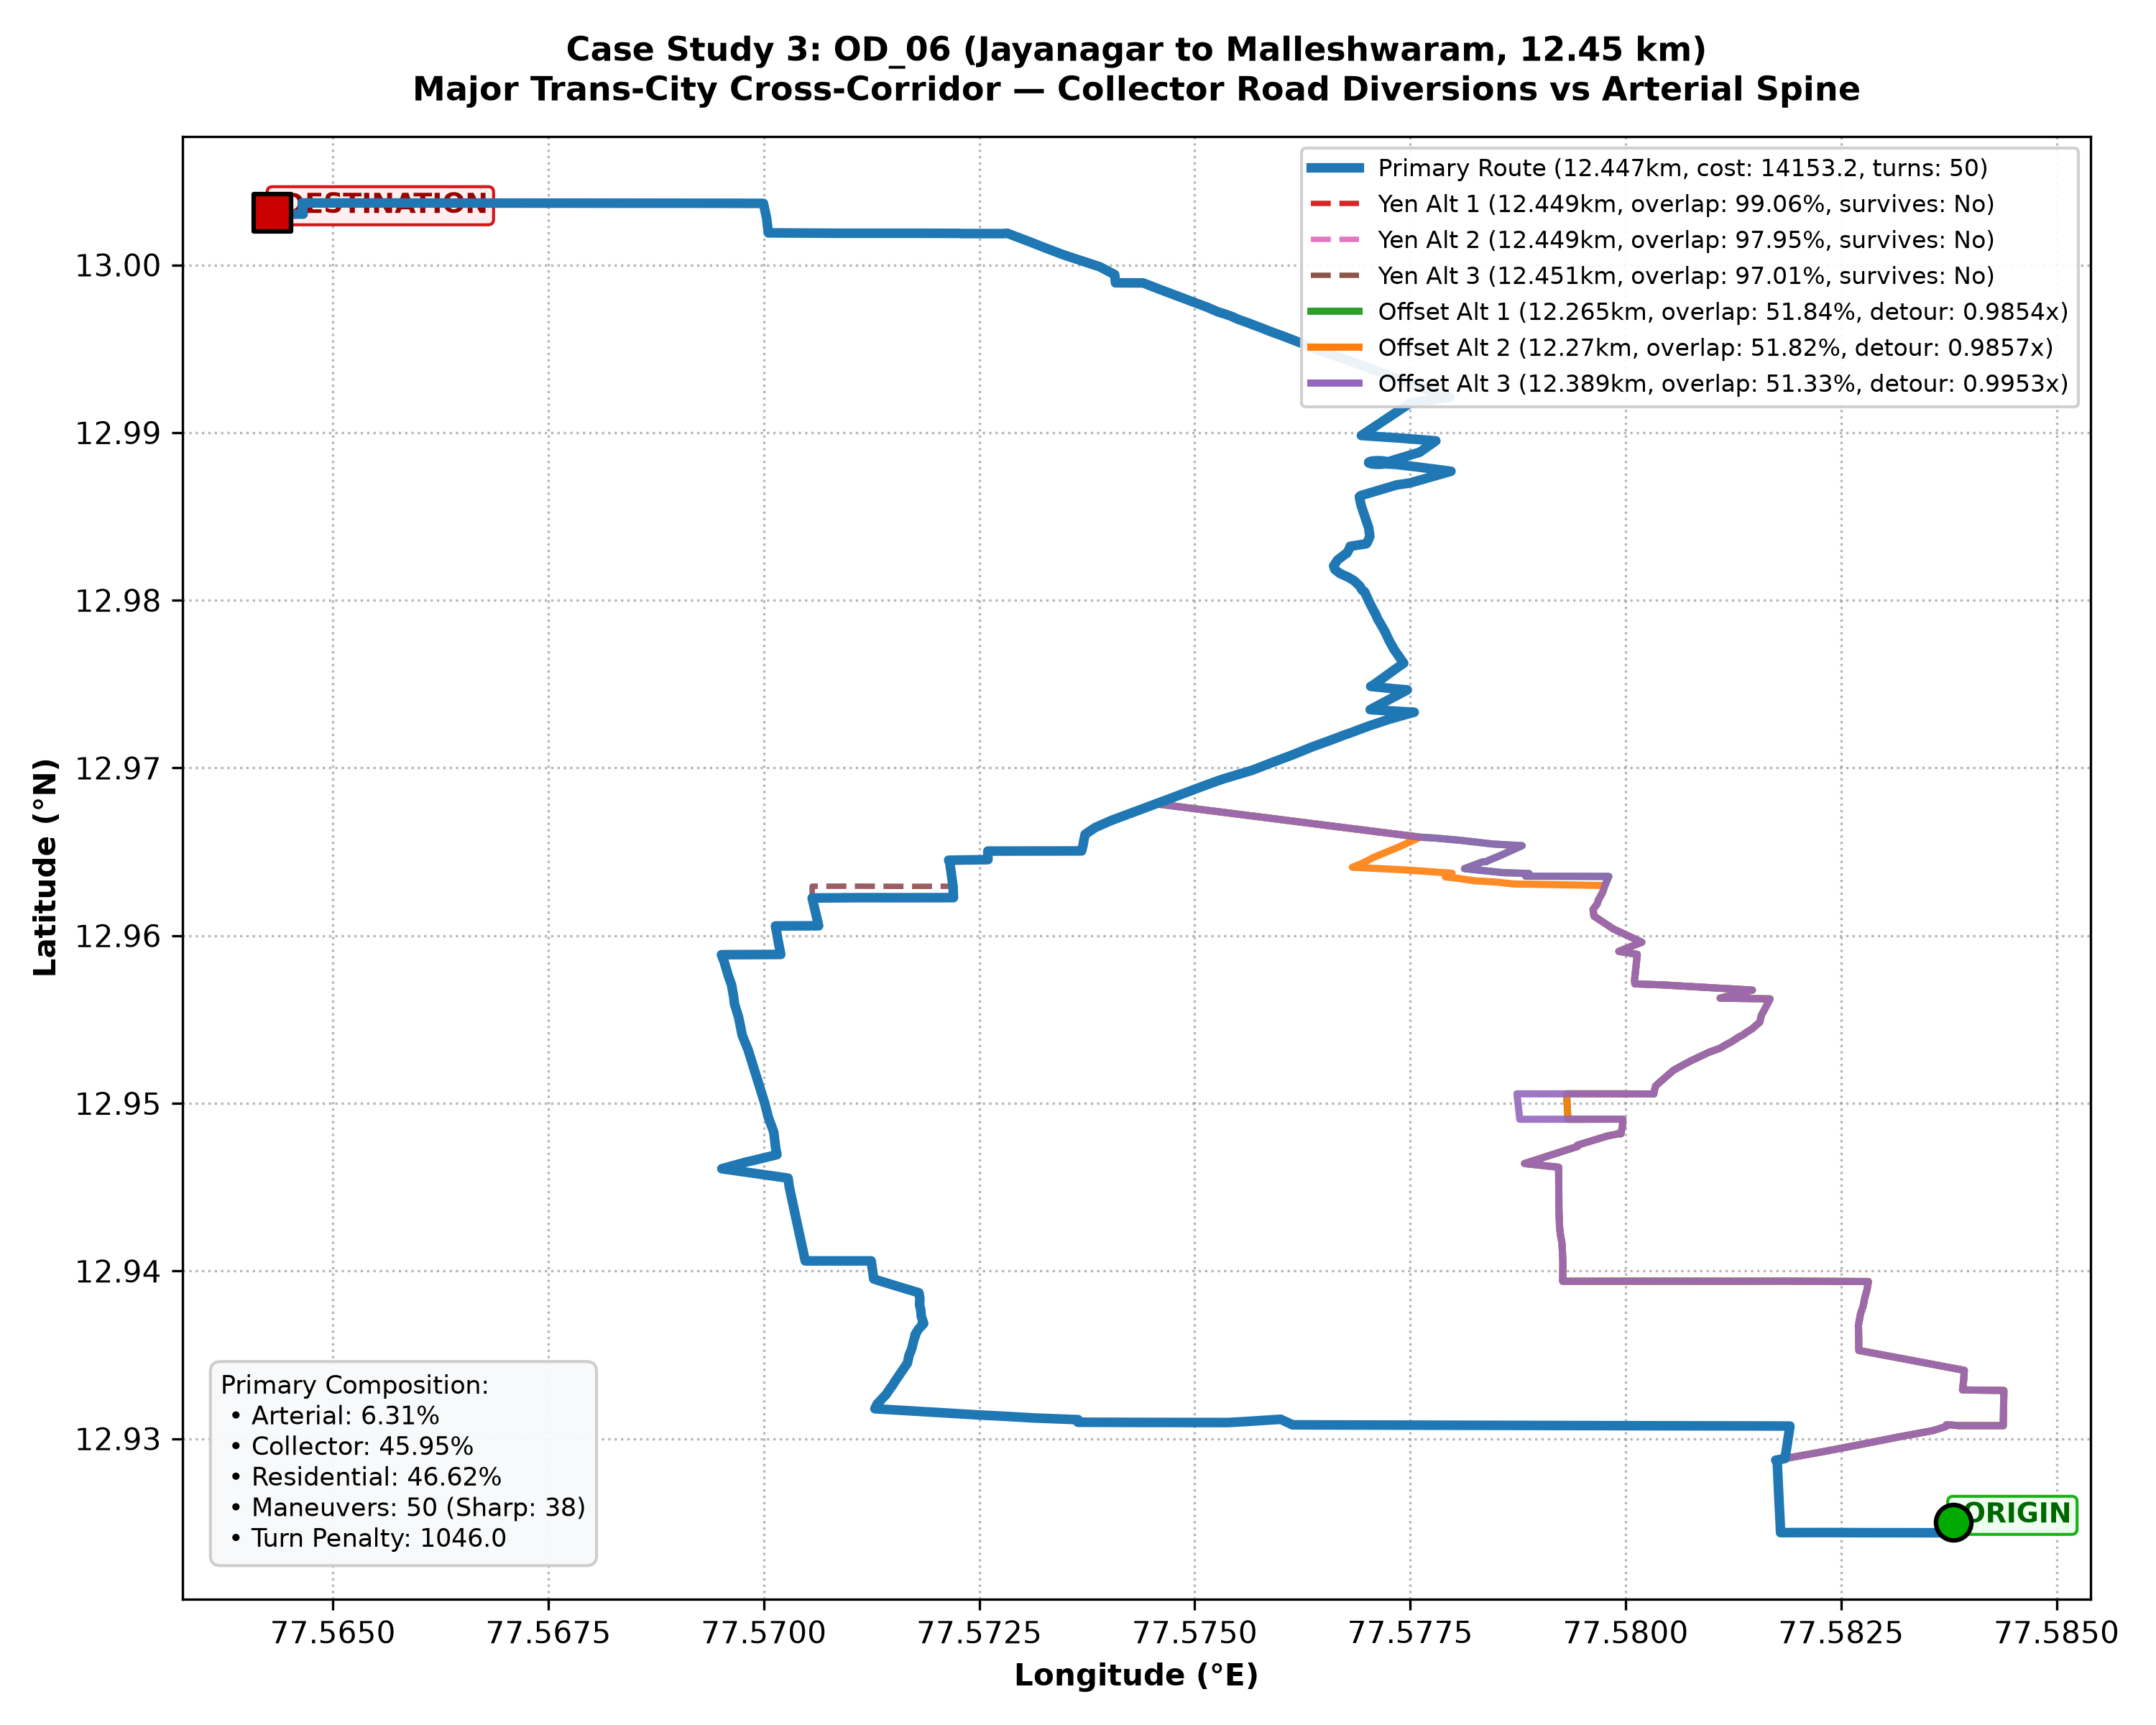 Case Study 3: OD_06 (Jayanagar to Malleshwaram, 12.45 km)
Major Trans-City Cross-Corridor — Collector Road Diversions vs Arterial Spine
Primary Route (12.447km, cost: 14153.2, turns: 50)
Yen Alt 1 (12.449km, overlap: 99.06%, survives: No)
Yen Alt 2 (12.449km, overlap: 97.95%, survives: No)
Yen Alt 3 (12.451km, overlap: 97.01%, survives: No)
Offset Alt 1 (12.265km, overlap: 51.84%, detour: 0.9854x)
Offset Alt 2 (12.27km, overlap: 51.82%, detour: 0.9857x)
Offset Alt 3 (12.389km, overlap: 51.33%, detour: 0.9953x)
DESTINATION
13.00
12.99
12.98
12.97
12.96
12.95
12.94
12.93
Latitude (°N)
Primary Composition:
• Arterial: 6.31%
• Collector: 45.95%
• Residential: 46.62%
• Maneuvers: 50 (Sharp: 38)
• Turn Penalty: 1046.0
ORIGIN
77.5650 77.5675 77.5700 77.5725 77.5750 77.5775 77.5800 77.5825 77.5850
Longitude (°E)